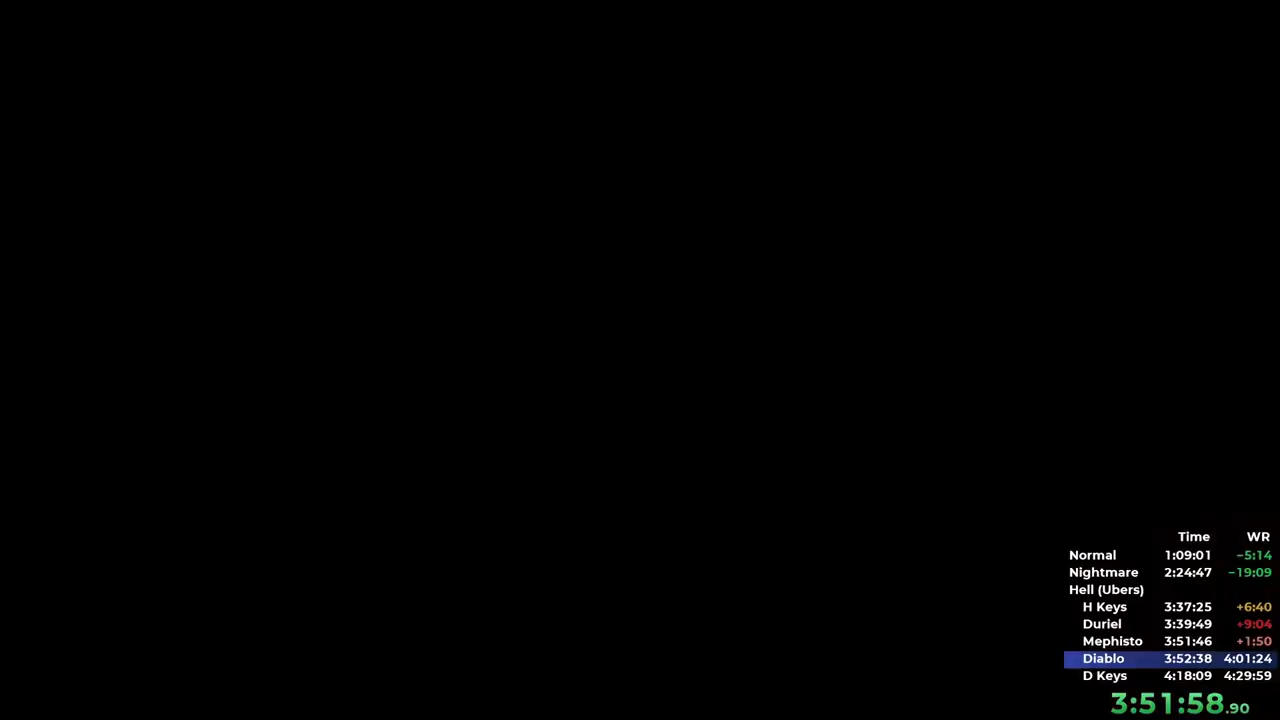 Time WR
Normal 1:09:01 −5:14
Nightmare 2:24:47 −19:09
Hell (Ubers)
H Keys 3:37:25 +6:40
Duriel 3:39:49 +9:04
Mephisto 3:51:46 +1:50
Diablo 3:52:38 4:01:24
D Keys 4:18:09 4:29:59
3:51:58.90